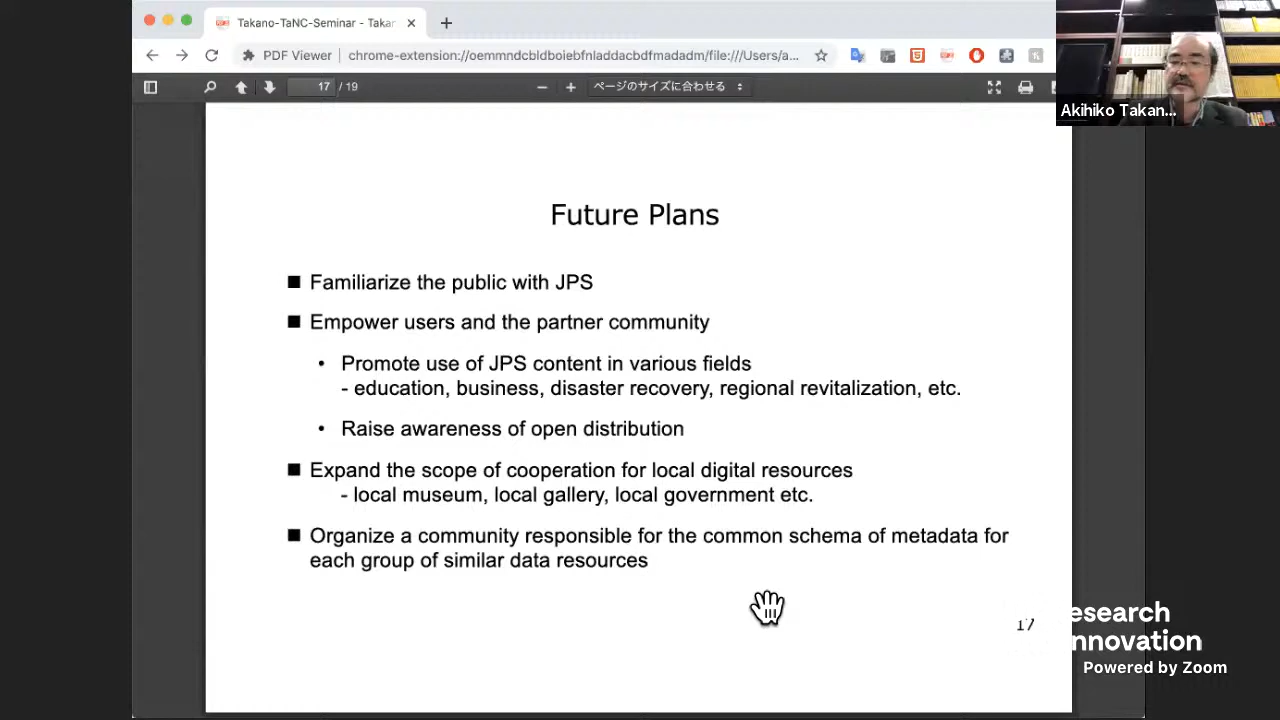 Takano-TaNC-Seminar - Takar
PDF Viewer
chrome-extension://oemmndcbldboiebfnladdacbdfmadadm/file:///Users/a...
17 / 19
ページのサイズに合わせる
Akihiko Takan...
Future Plans
■ Familiarize the public with JPS
■ Empower users and the partner community
• Promote use of JPS content in various fields
- education, business, disaster recovery, regional revitalization, etc.
• Raise awareness of open distribution
■ Expand the scope of cooperation for local digital resources
- local museum, local gallery, local government etc.
■ Organize a community responsible for the common schema of metadata for
each group of similar data resources
17
esearch
nnovation
Powered by Zoom